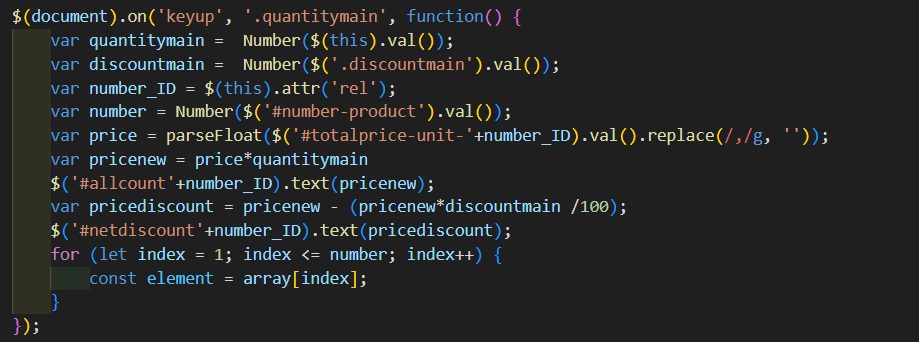 $(document).on('keyup', '.quantitymain', function() {
    var quantitymain =  Number($(this).val());
    var discountmain =  Number($('.discountmain').val());
    var number_ID = $(this).attr('rel');
    var number = Number($('#number-product').val());
    var price = parseFloat($('#totalprice-unit-'+number_ID).val().replace(/,/g, ''));
    var pricenew = price*quantitymain
    $('#allcount'+number_ID).text(pricenew);
    var pricediscount = pricenew - (pricenew*discountmain /100);
    $('#netdiscount'+number_ID).text(pricediscount);
    for (let index = 1; index <= number; index++) {
        const element = array[index];
    }
});